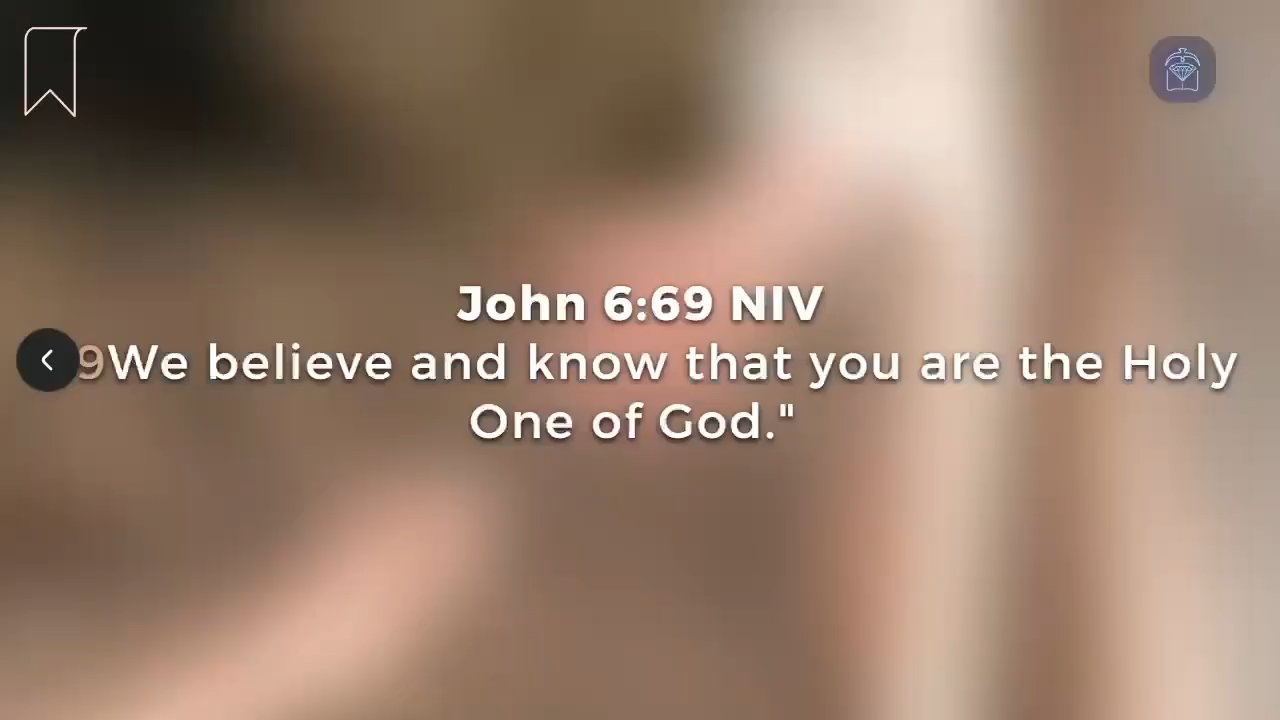 John 6:69 NIV
9We believe and know that you are the Holy
One of God."